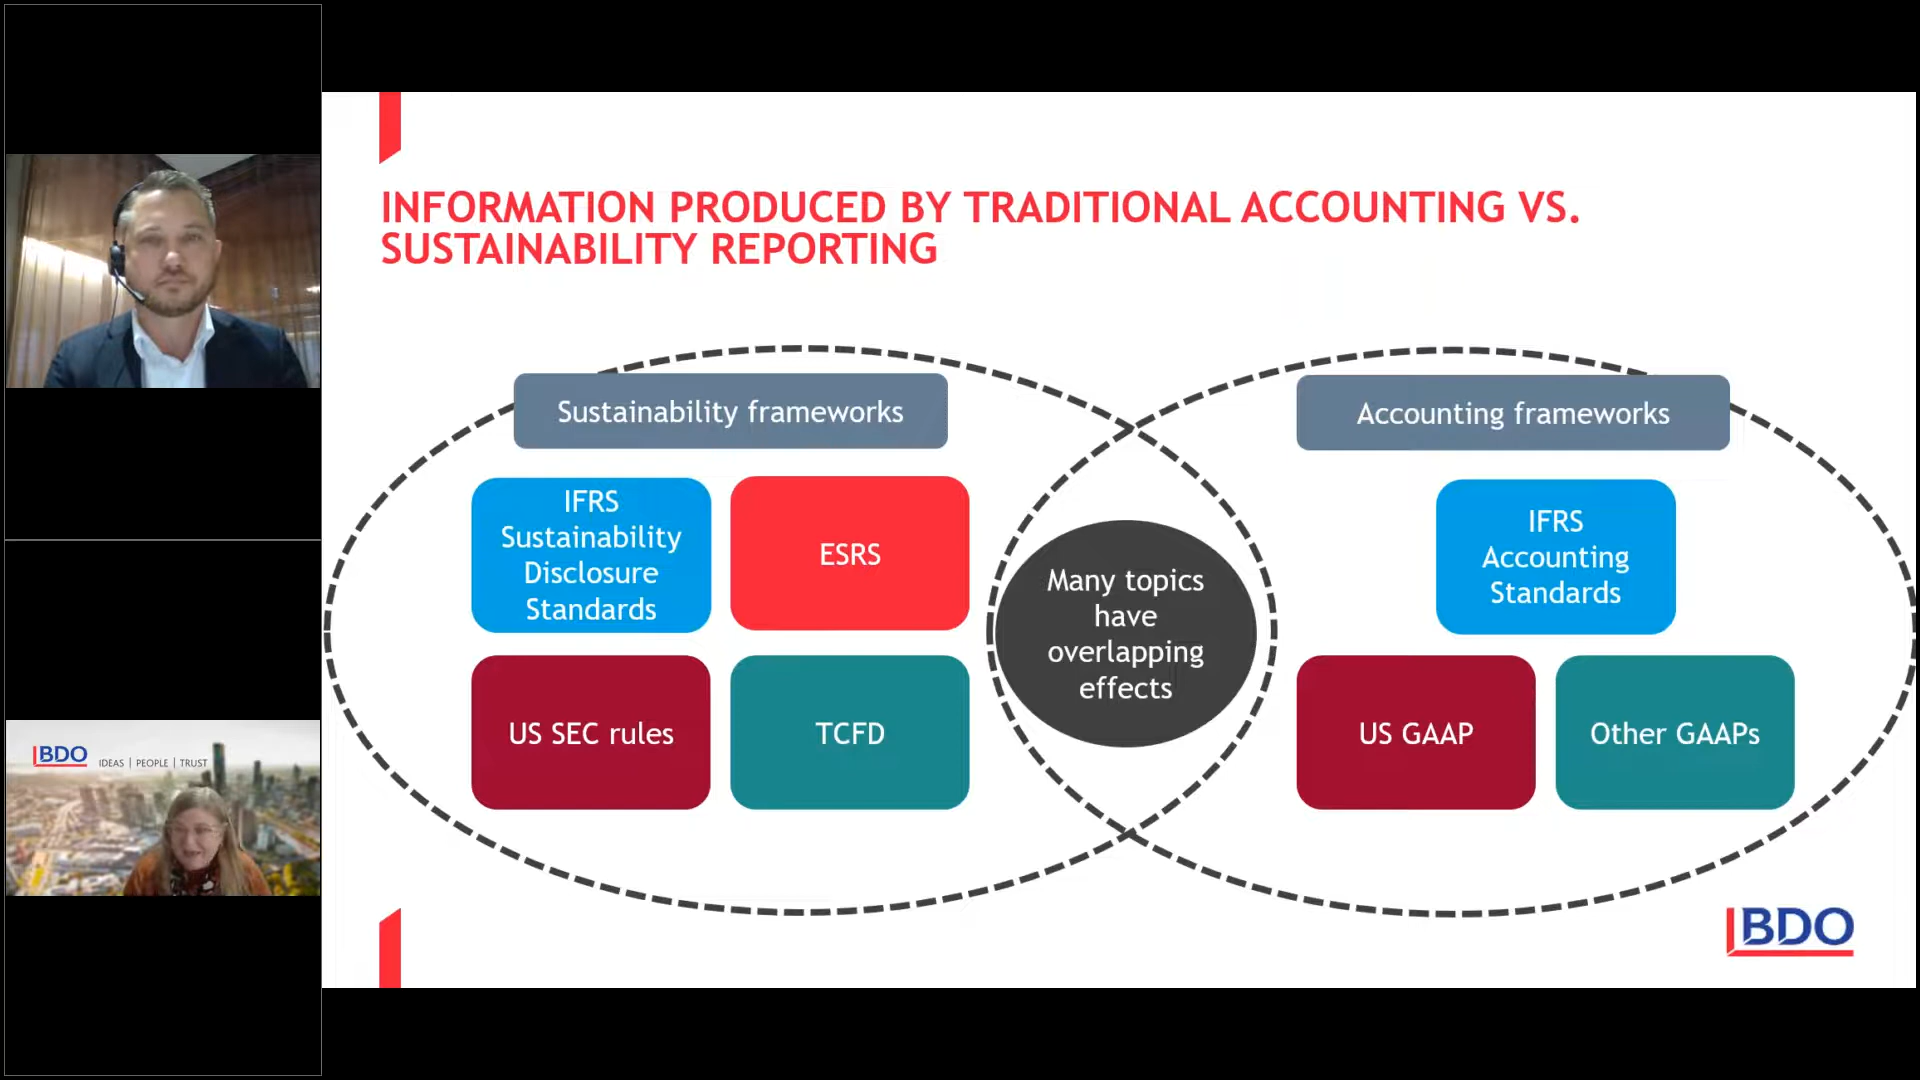 INFORMATION PRODUCED BY TRADITIONAL ACCOUNTING VS.
SUSTAINABILITY REPORTING
Sustainability frameworks
IFRS
Sustainability
Disclosure
Standards
ESRS
US SEC rules
TCFD
Many topics
have
overlapping
effects
Accounting frameworks
IFRS
Accounting
Standards
US GAAP
Other GAAPs
BDO
BDO IDEAS | PEOPLE | TRUST